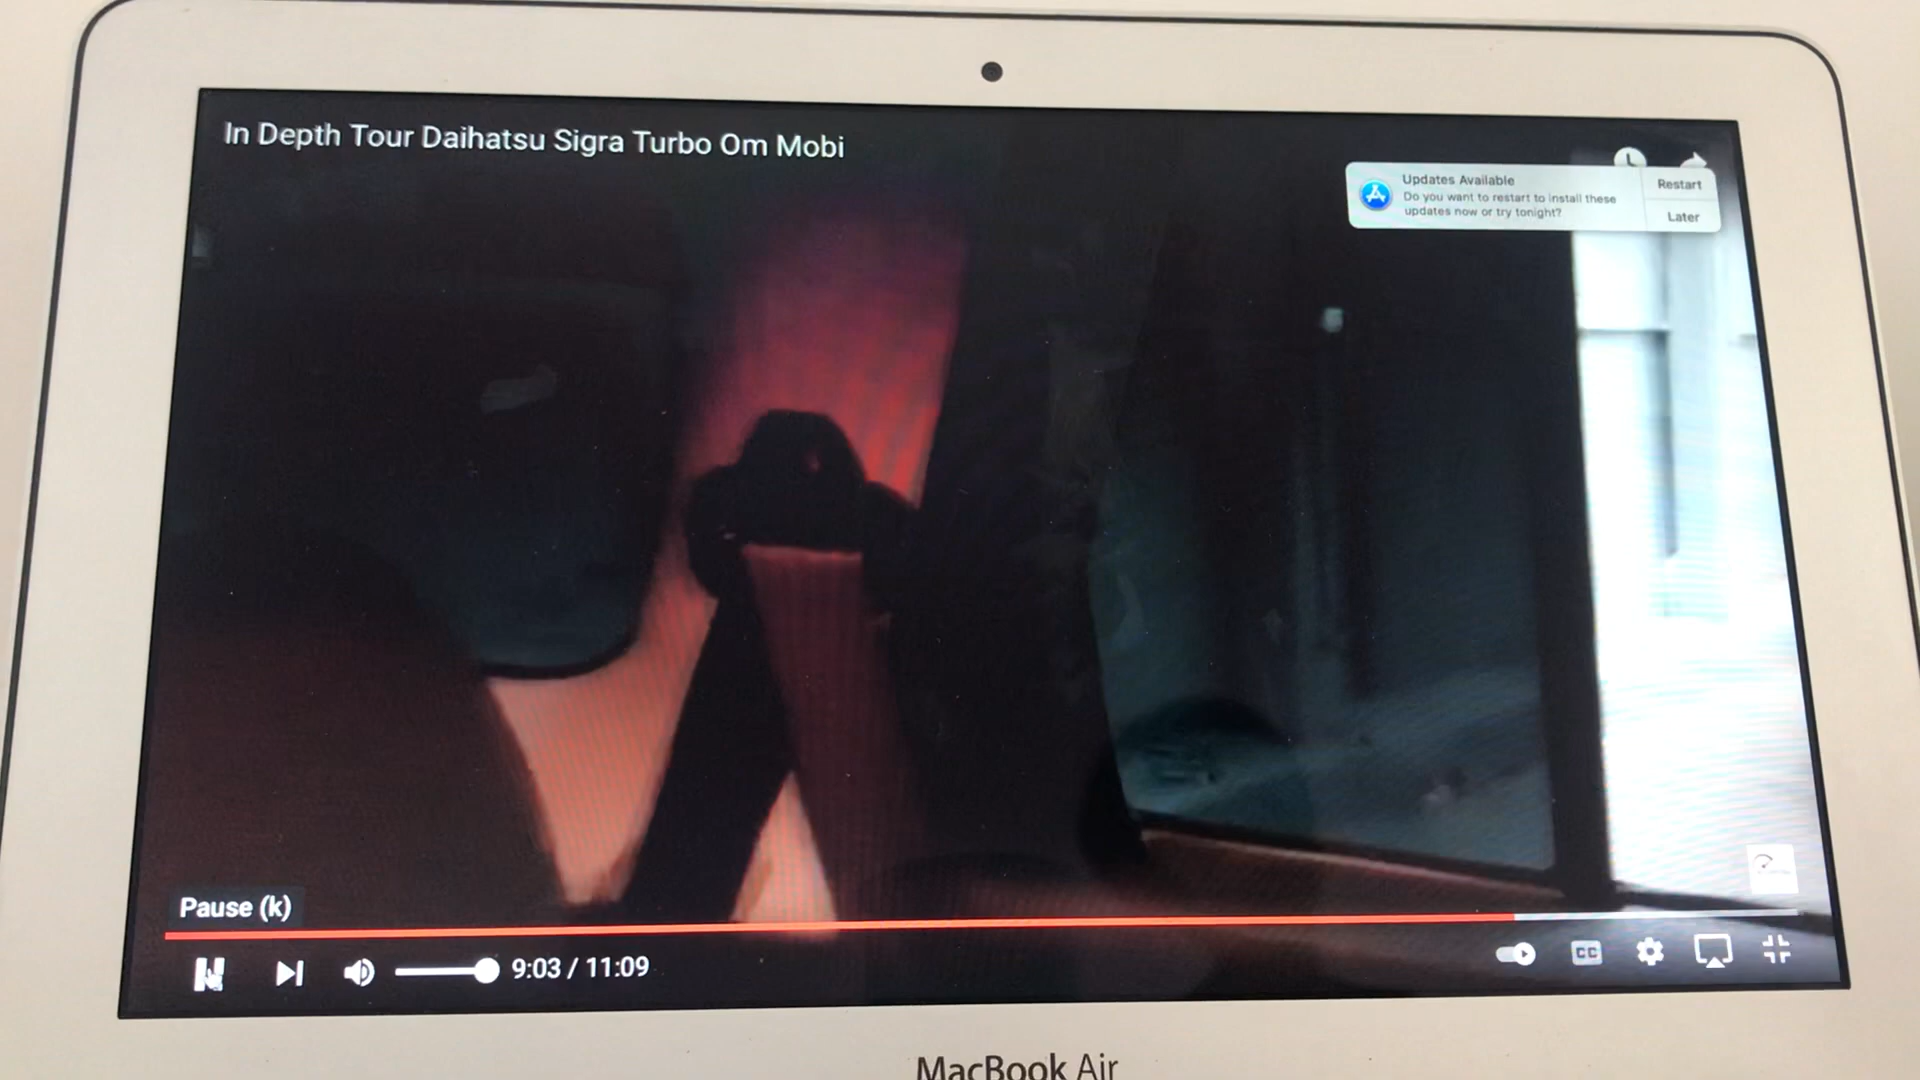 In Depth Tour Daihatsu Sigra Turbo Om Mobi
Updates Available
Do you want to restart to install these
updates now or try tonight?
Restart
Later
Pause (k)
9:03 / 11:09
CC
MacBook Air